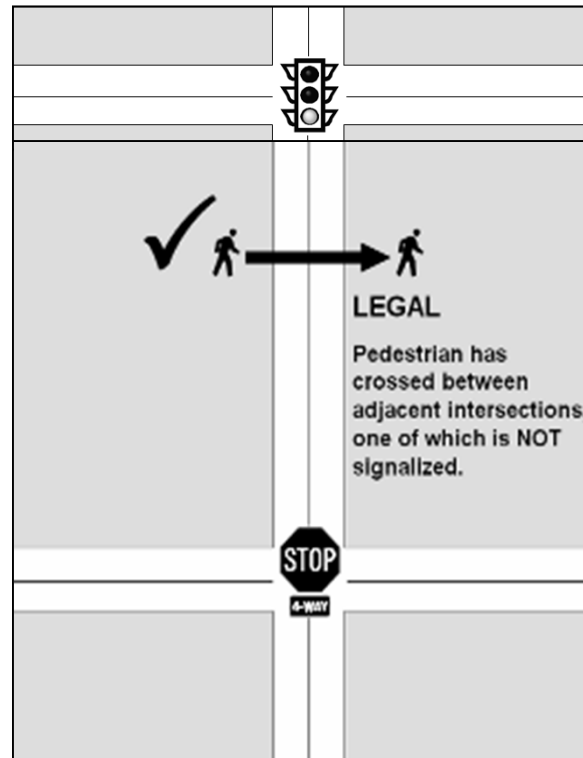 LEGAL
Pedestrian has
crossed between
adjacent intersections
one of which is NOT
signalized.
STOP
4-WAY